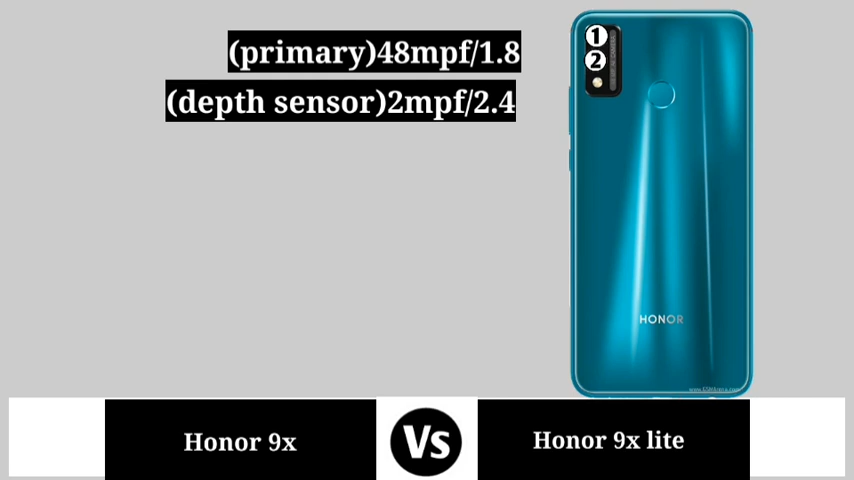 (primary)48mpf/1.8
(depth sensor)2mpf/2.4
1
2
HONOR
Honor 9x
Vs
Honor 9x lite